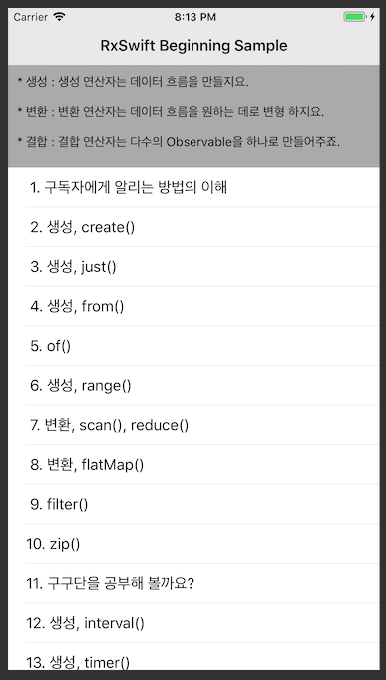 Carrier 8:13 PM
RxSwift Beginning Sample
* 생성 : 생성 연산자는 데이터 흐름을 만들지요.
* 변환 : 변환 연산자는 데이터 흐름을 원하는 데로 변형 하지요.
* 결합 : 결합 연산자는 다수의 Observable을 하나로 만들어주죠.
1. 구독자에게 알리는 방법의 이해
2. 생성, create()
3. 생성, just()
4. 생성, from()
5. of()
6. 생성, range()
7. 변환, scan(), reduce()
8. 변환, flatMap()
9. filter()
10. zip()
11. 구구단을 공부해 볼까요?
12. 생성, interval()
13. 생성, timer()